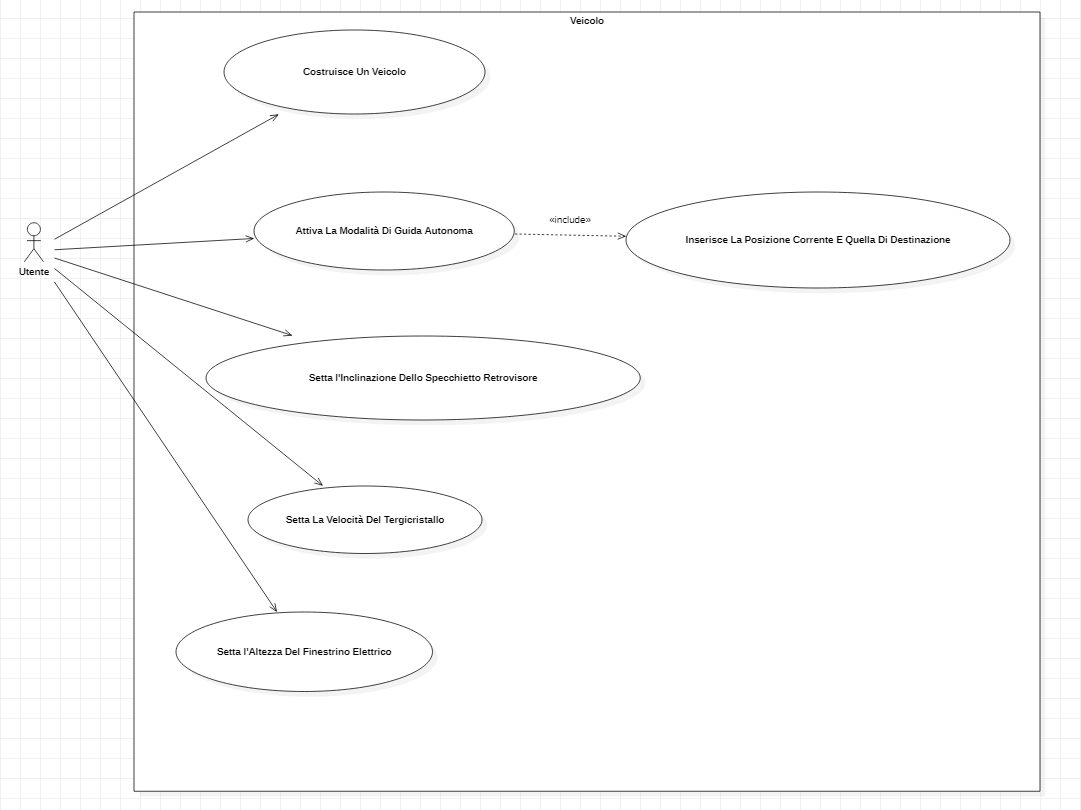 Veicolo
Costruisce Un Veicolo
Attiva La Modalità Di Guida Autonoma
«include»
Inserisce La Posizione Corrente E Quella Di Destinazione
Utente
Setta l'Inclinazione Dello Specchietto Retrovisore
Setta La Velocità Del Tergicristallo
Setta l'Altezza Del Finestrino Elettrico